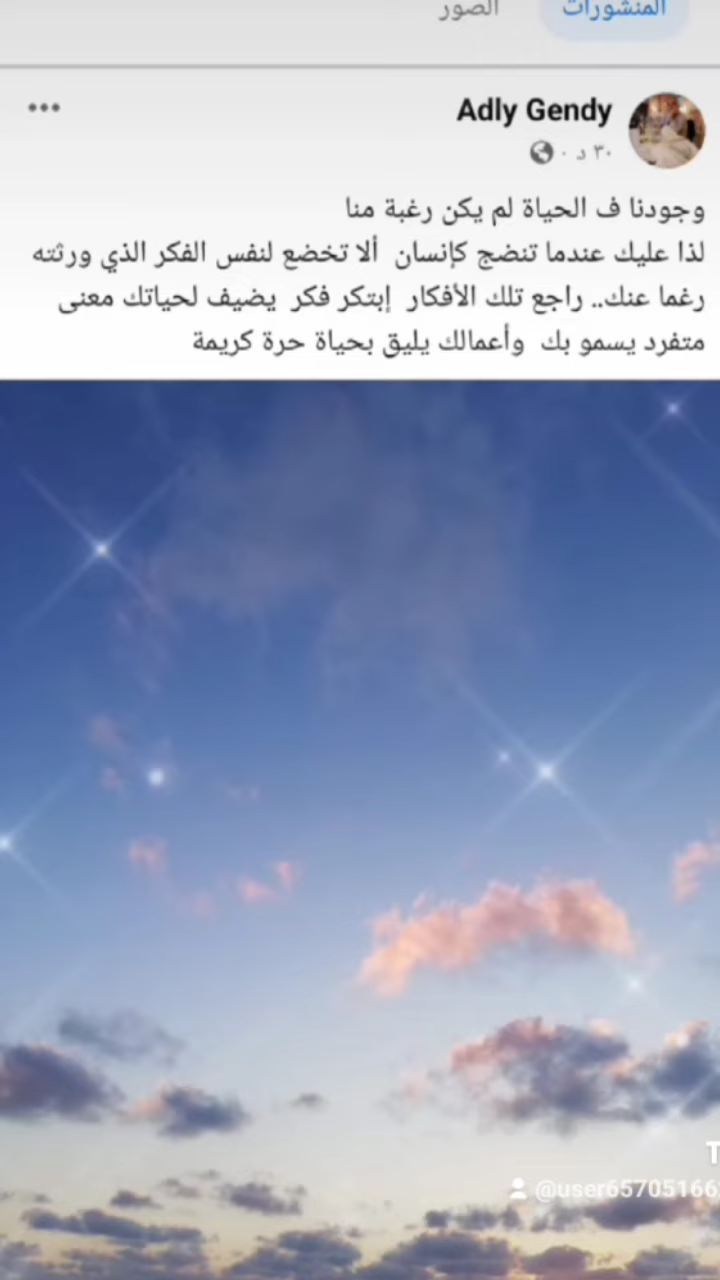 المنشورات
الصور
Adly Gendy
٣٠ د ·
وجودنا ف الحياة لم يكن رغبة منا
لذا عليك عندما تنضج كإنسان ألا تخضع لنفس الفكر الذي ورثته
رغما عنك.. راجع تلك الأفكار إبتكر فكر يضيف لحياتك معنى
متفرد يسمو بك وأعمالك يليق بحياة حرة كريمة
T
@user65705166